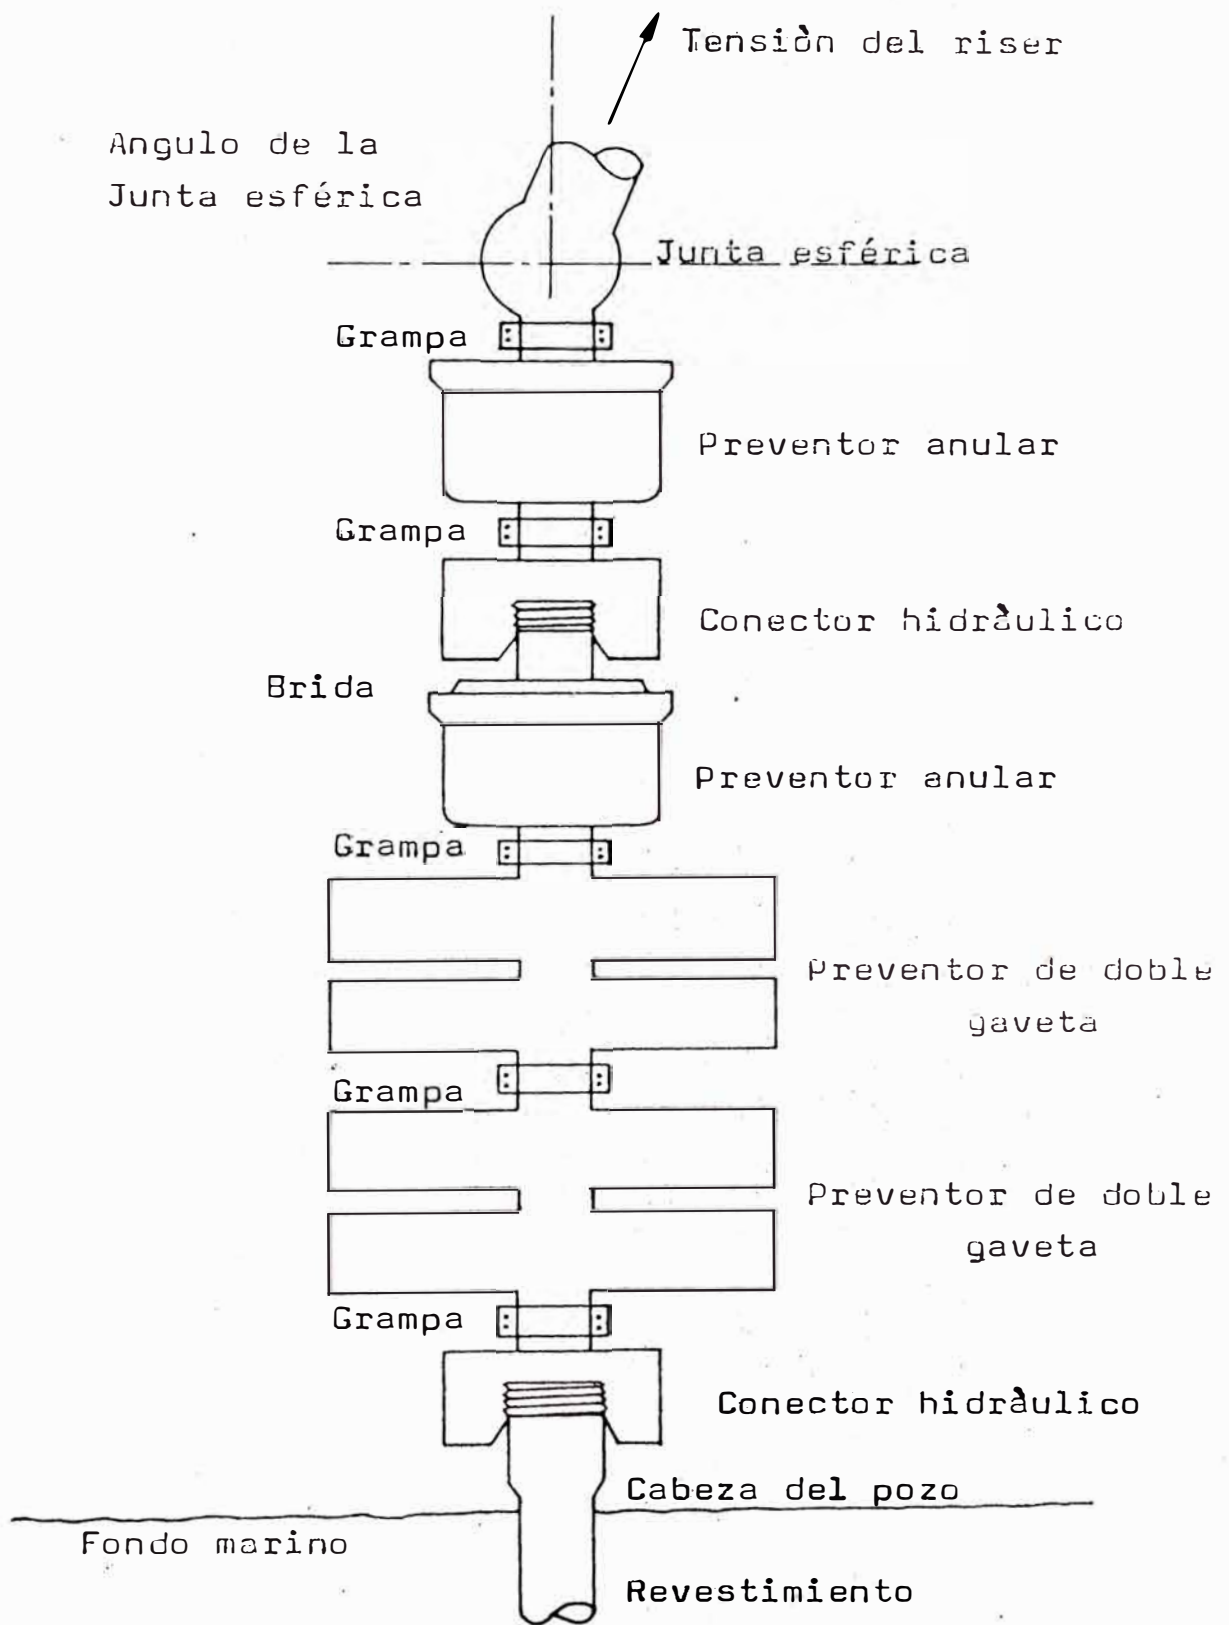 Tensiòn del riser
Angulo de la
Junta esférica
Junta esférica
Grampa
Preventor anular
Grampa
Conector hidràulico
Brida
Preventor anular
Grampa
Preventor de doble
gaveta
Grampa
Preventor de doble
gaveta
Grampa
Conector hidràulico
Cabeza del pozo
Fondo marino
Revestimiento